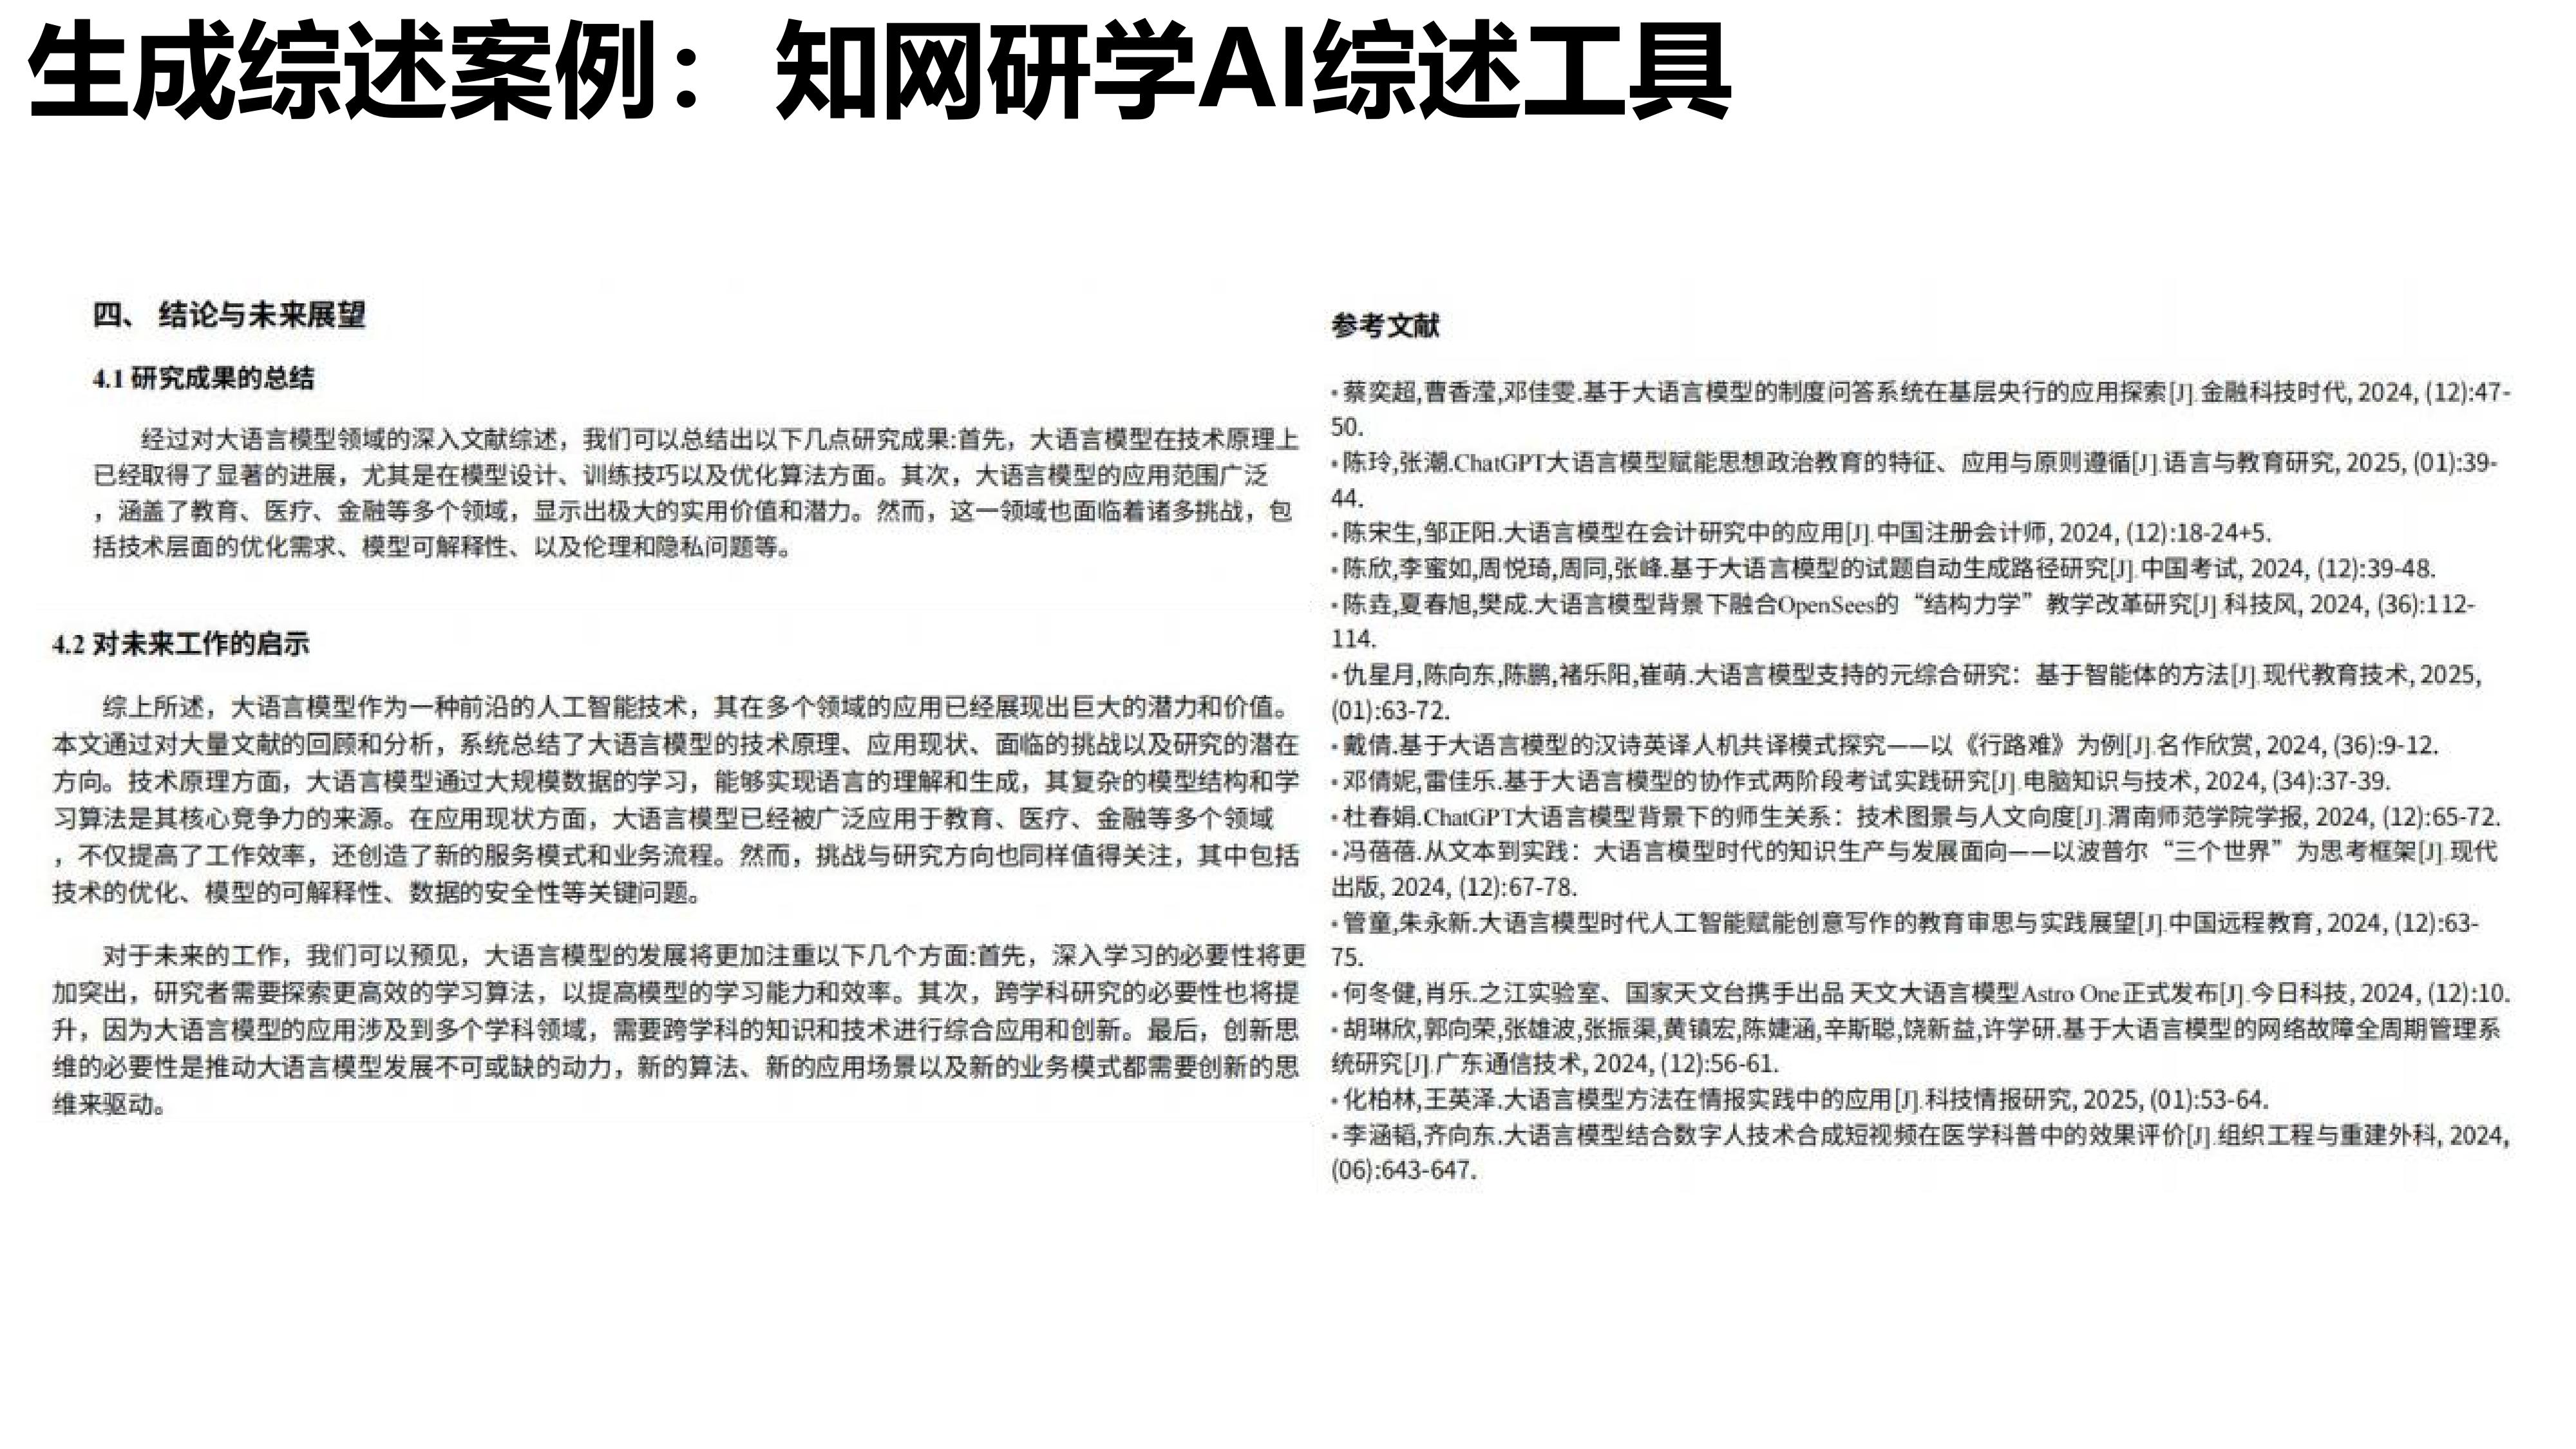 生成综述案例： 知网研学AI综述工具
四、 结论与未来展望
4.1 研究成果的总结
经过对大语言模型领域的深入文献综述，我们可以总结出以下几点研究成果:首先，大语言模型在技术原理上
已经取得了显著的进展，尤其是在模型设计、训练技巧以及优化算法方面。其次，大语言模型的应用范围广泛
，涵盖了教育、医疗、金融等多个领域，显示出极大的实用价值和潜力。然而，这一领域也面临着诸多挑战，包
括技术层面的优化需求、模型可解释性、以及伦理和隐私问题等。
4.2 对未来工作的启示
综上所述，大语言模型作为一种前沿的人工智能技术，其在多个领域的应用已经展现出巨大的潜力和价值。
本文通过对大量文献的回顾和分析，系统总结了大语言模型的技术原理、应用现状、面临的挑战以及研究的潜在
方向。技术原理方面，大语言模型通过大规模数据的学习，能够实现语言的理解和生成，其复杂的模型结构和学
习算法是其核心竞争力的来源。在应用现状方面，大语言模型已经被广泛应用于教育、医疗、金融等多个领域
，不仅提高了工作效率，还创造了新的服务模式和业务流程。然而，挑战与研究方向也同样值得关注，其中包括
技术的优化、模型的可解释性、数据的安全性等关键问题。
对于未来的工作，我们可以预见，大语言模型的发展将更加注重以下几个方面:首先，深入学习的必要性将更
加突出，研究者需要探索更高效的学习算法，以提高模型的学习能力和效率。其次，跨学科研究的必要性也将提
升，因为大语言模型的应用涉及到多个学科领域，需要跨学科的知识和技术进行综合应用和创新。最后，创新思
维的必要性是推动大语言模型发展不可或缺的动力，新的算法、新的应用场景以及新的业务模式都需要创新的思
维来驱动。
参考文献
•蔡奕超,曹香滢,邓佳雯.基于大语言模型的制度问答系统在基层央行的应用探索[J].金融科技时代, 2024, (12):47-
50.
•陈玲,张潮.ChatGPT大语言模型赋能思想政治教育的特征、应用与原则遵循[J].语言与教育研究, 2025, (01):39-
44.
•陈宋生,邹正阳.大语言模型在会计研究中的应用[J].中国注册会计师, 2024, (12):18-24+5.
•陈欣,李蜜如,周悦琦,周同,张峰.基于大语言模型的试题自动生成路径研究[J].中国考试, 2024, (12):39-48.
•陈垚,夏春旭,樊成.大语言模型背景下融合OpenSees的“结构力学”教学改革研究[J].科技风, 2024, (36):112-
114.
•仇星月,陈向东,陈鹏,褚乐阳,崔萌.大语言模型支持的元综合研究：基于智能体的方法[J].现代教育技术, 2025,
(01):63-72.
•戴倩.基于大语言模型的汉诗英译人机共译模式探究——以《行路难》为例[J].名作欣赏, 2024, (36):9-12.
•邓倩妮,雷佳乐.基于大语言模型的协作式两阶段考试实践研究[J].电脑知识与技术, 2024, (34):37-39.
•杜春娟.ChatGPT大语言模型背景下的师生关系：技术图景与人文向度[J].渭南师范学院学报, 2024, (12):65-72.
•冯蓓蓓.从文本到实践：大语言模型时代的知识生产与发展面向——以波普尔“三个世界”为思考框架[J].现代
出版, 2024, (12):67-78.
•管童,朱永新.大语言模型时代人工智能赋能创意写作的教育审思与实践展望[J].中国远程教育, 2024, (12):63-
75.
•何冬健,肖乐.之江实验室、国家天文台携手出品 天文大语言模型Astro One正式发布[J].今日科技, 2024, (12):10.
•胡琳欣,郭向荣,张雄波,张振渠,黄镇宏,陈婕涵,辛斯聪,饶新益,许学研.基于大语言模型的网络故障全周期管理系
统研究[J].广东通信技术, 2024, (12):56-61.
•化柏林,王英泽.大语言模型方法在情报实践中的应用[J].科技情报研究, 2025, (01):53-64.
•李涵韬,齐向东.大语言模型结合数字人技术合成短视频在医学科普中的效果评价[J].组织工程与重建外科, 2024,
(06):643-647.